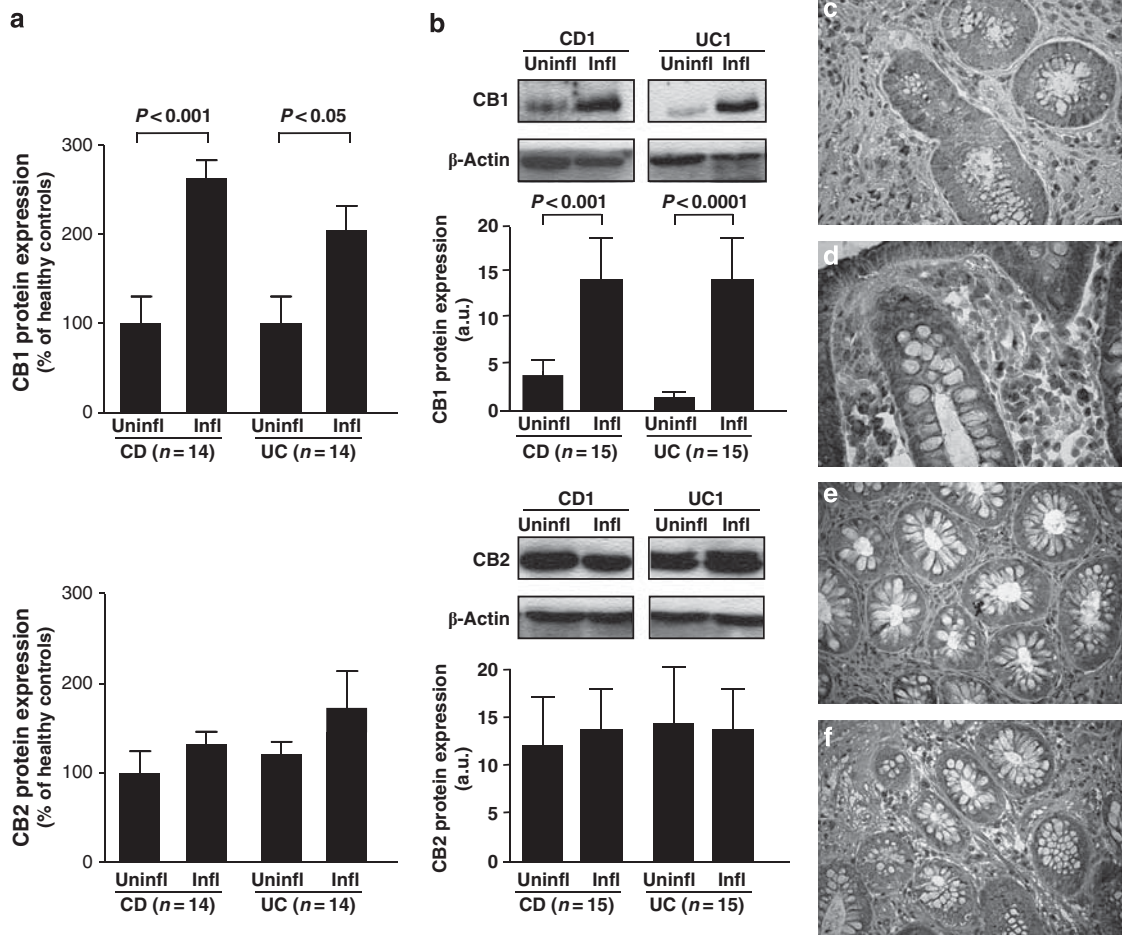 a
P < 0.001
P < 0.05
CB1 protein expression
(% of healthy controls)
300
200
100
0
Uninfl Infl Uninfl Infl
CD (n = 14) UC (n = 14)
CB2 protein expression
(% of healthy controls)
300
200
100
0
Uninfl Infl Uninfl Infl
CD (n = 14) UC (n = 14)
b
CD1 UC1
Uninfl Infl Uninfl Infl
CB1
β-Actin
P < 0.001 P < 0.0001
CB1 protein expression
(a.u.)
20
15
10
5
0
Uninfl Infl Uninfl Infl
CD (n = 15) UC (n = 15)
CD1 UC1
Uninfl Infl Uninfl Infl
CB2
β-Actin
CB2 protein expression
(a.u.)
20
15
10
5
0
Uninfl Infl Uninfl Infl
CD (n = 15) UC (n = 15)
c
d
e
f